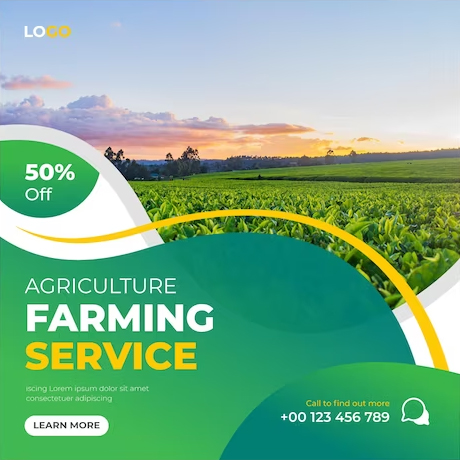 LOGO
50%
Off
AGRICULTURE
FARMING
SERVICE
iscing Lorem ipsum dolor sit amet
consectetuer adipiscing
LEARN MORE
Call to find out more
+00 123 456 789